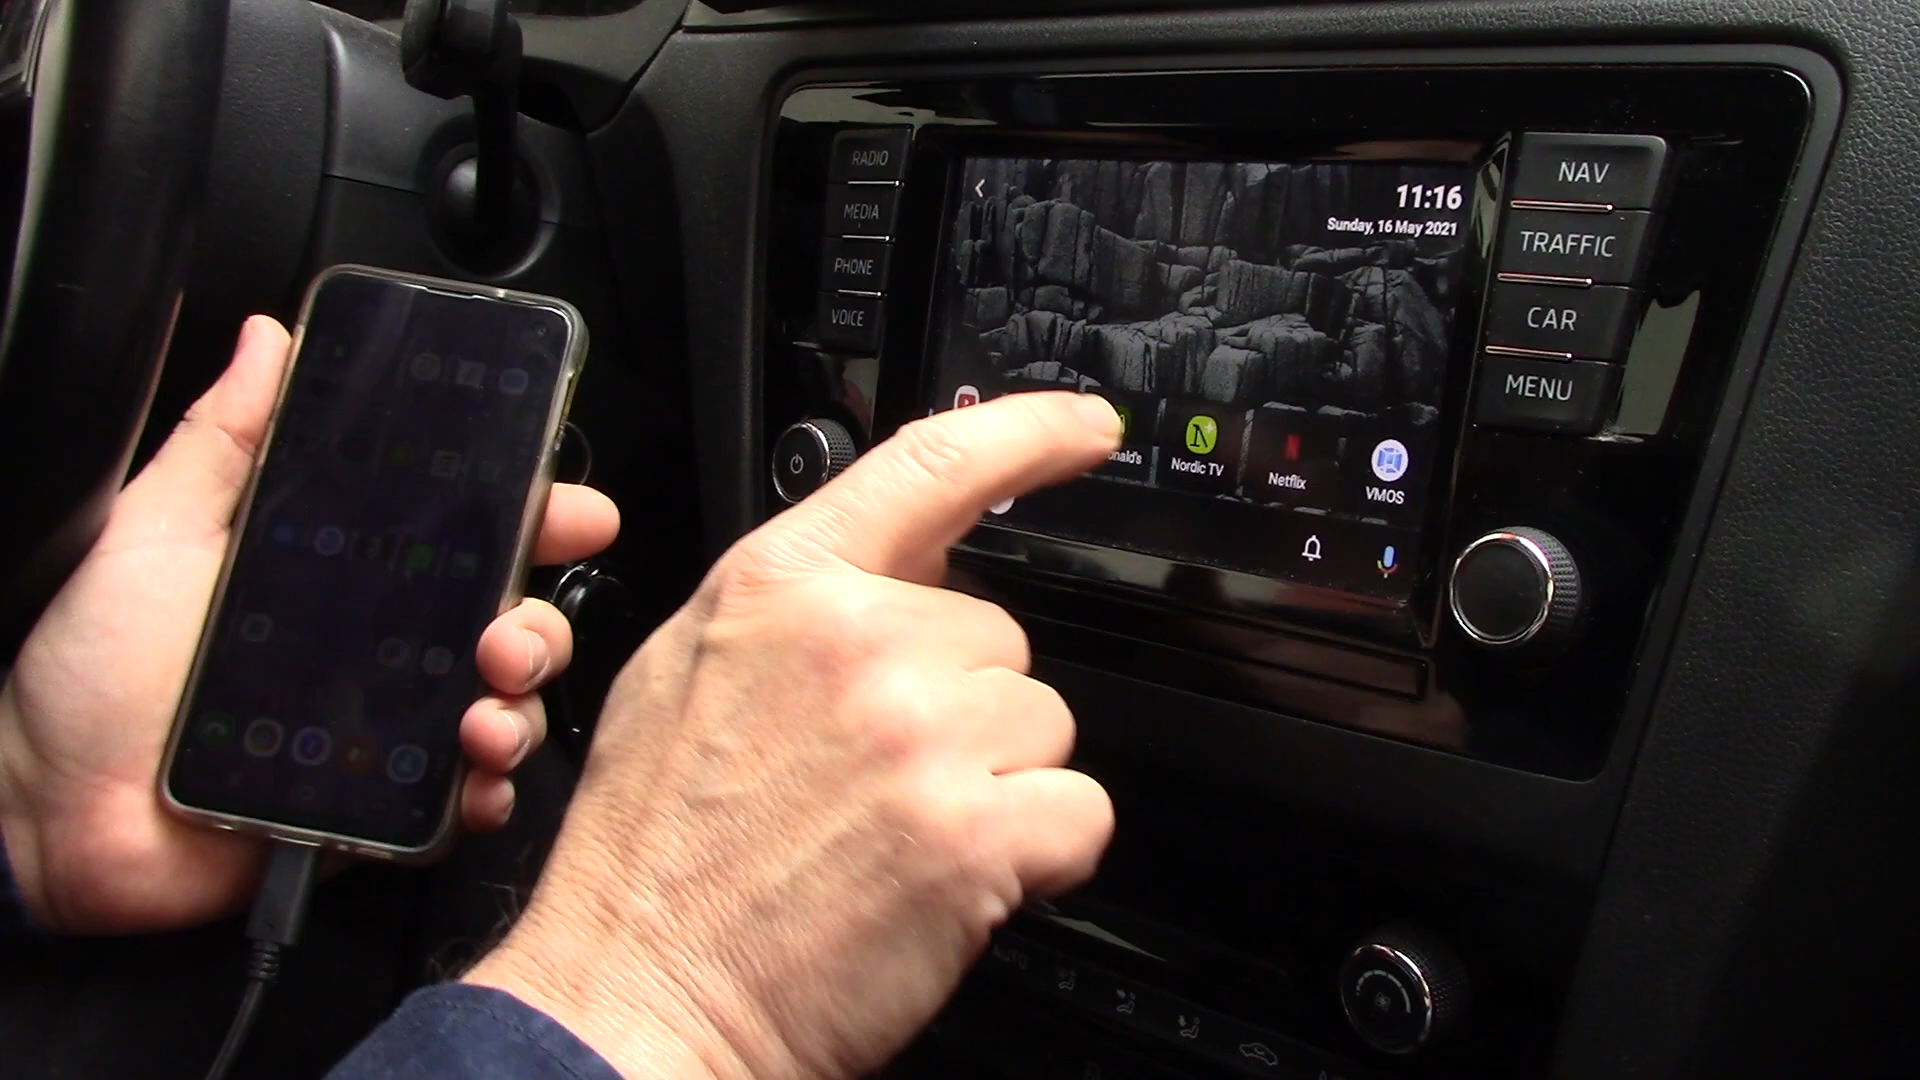 RADIO
MEDIA
PHONE
VOICE
11:16
Sunday, 16 May 2021
onald's
Nordic TV
N
Netflix
VMOS
NAV
TRAFFIC
CAR
MENU
AUTO